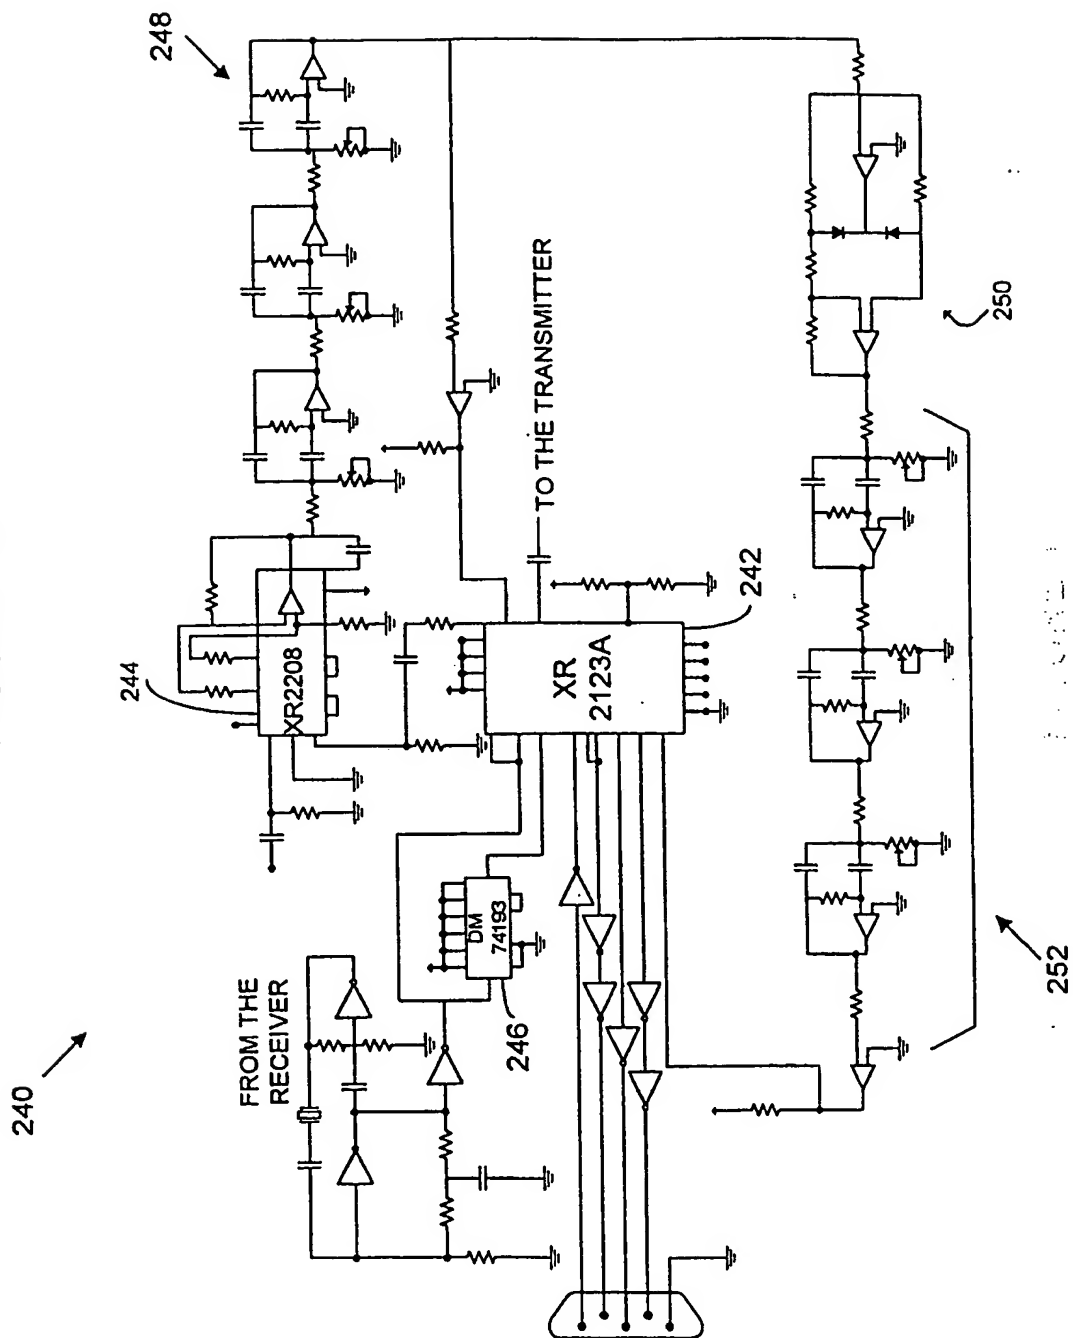 240
FROM THE
RECEIVER
244
XR2208
248
DM
74193
246
XR
2123A
242
TO THE TRANSMITTER
250
252